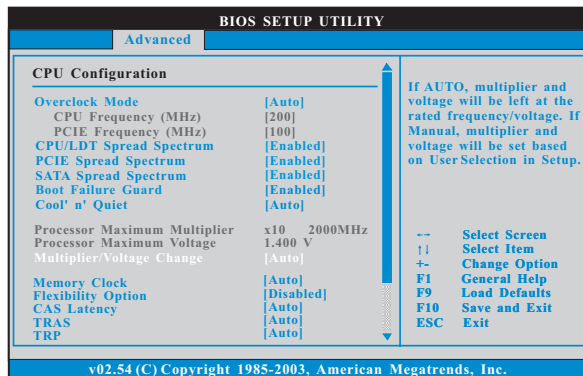 BIOS SETUP UTILITY
Advanced
CPU Configuration
Overclock Mode [Auto]
CPU Frequency (MHz) [200]
PCIE Frequency (MHz) [100]
CPU/LDT Spread Spectrum [Enabled]
PCIE Spread Spectrum [Enabled]
SATA Spread Spectrum [Enabled]
Boot Failure Guard [Enabled]
Cool' n' Quiet [Auto]
Processor Maximum Multiplier x10 2000MHz
Processor Maximum Voltage 1.400 V
Multiplier/Voltage Change [Auto]
Memory Clock [Auto]
Flexibility Option [Disabled]
CAS Latency [Auto]
TRAS [Auto]
TRP [Auto]
If AUTO, multiplier and
voltage will be left at the
rated frequency/voltage. If
Manual, multiplier and
voltage will be set based
on User Selection in Setup.
←→ Select Screen
↑↓ Select Item
+- Change Option
F1 General Help
F9 Load Defaults
F10 Save and Exit
ESC Exit
v02.54 (C) Copyright 1985-2003, American Megatrends, Inc.